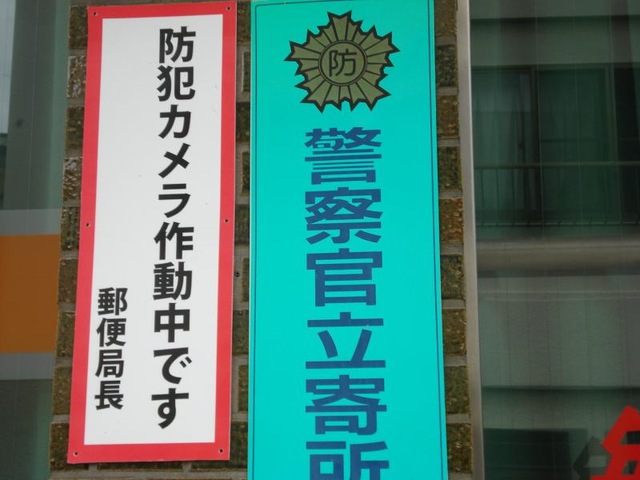 防犯カメラ作動中です
郵便局長
防
警察官立寄所